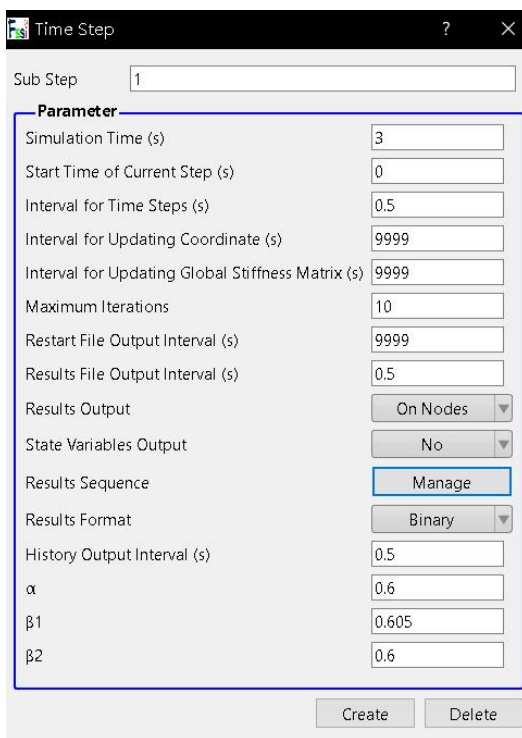 Fssi Time Step ? ×
Sub Step 1
Parameter
Simulation Time (s) 3
Start Time of Current Step (s) 0
Interval for Time Steps (s) 0.5
Interval for Updating Coordinate (s) 9999
Interval for Updating Global Stiffness Matrix (s) 9999
Maximum Iterations 10
Restart File Output Interval (s) 9999
Results File Output Interval (s) 0.5
Results Output On Nodes
State Variables Output No
Results Sequence Manage
Results Format Binary
History Output Interval (s) 0.5
α 0.6
β1 0.605
β2 0.6
Create Delete